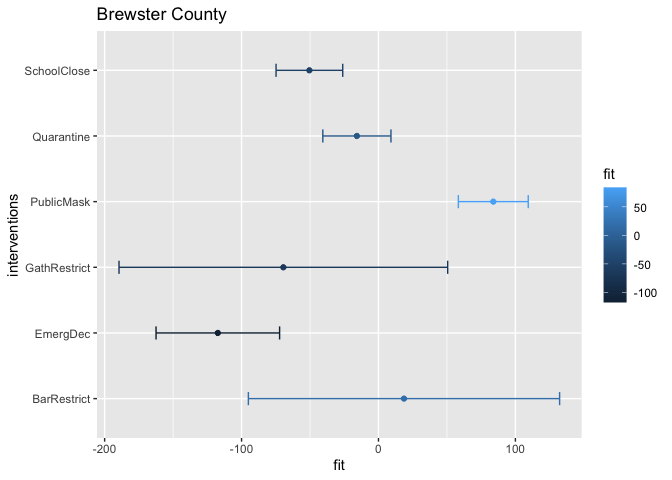 Brewster County
interventions
SchoolClose
Quarantine
PublicMask
GathRestrict
EmergDec
BarRestrict
-200 -100 0 100
fit
fit
50
0
-50
-100